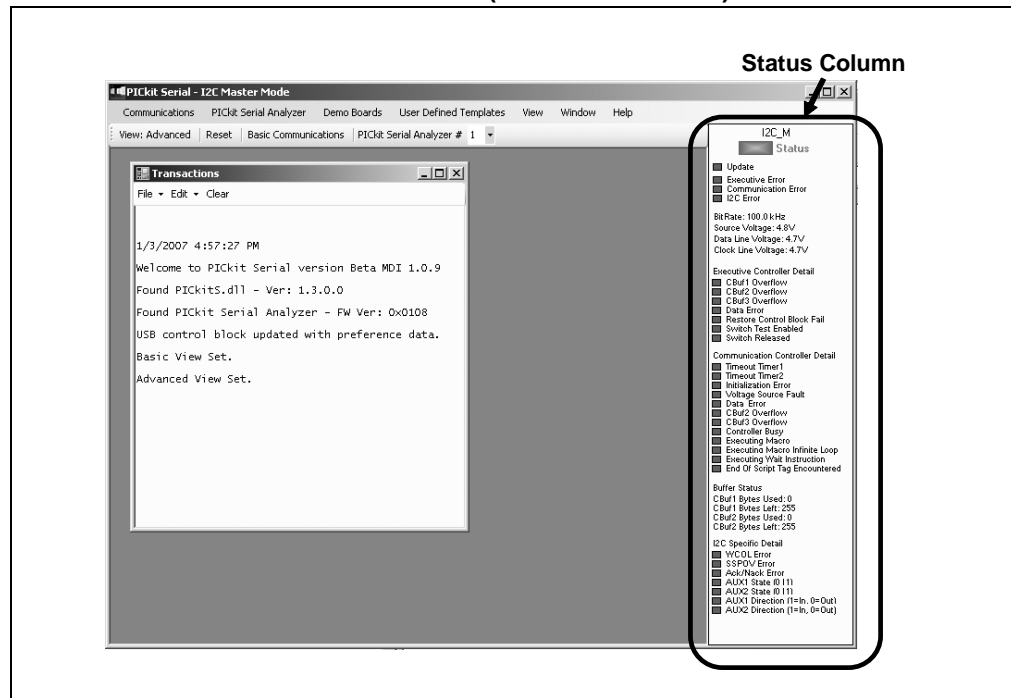 Status Column
PICkit Serial - I2C Master Mode
Communications PICkit Serial Analyzer Demo Boards User Defined Templates View Window Help
View: Advanced Reset Basic Communications PICkit Serial Analyzer # 1
Transactions
File Edit Clear
1/3/2007 4:57:27 PM
Welcome to PICkit Serial version Beta MDI 1.0.9
Found PICkitS.dll - Ver: 1.3.0.0
Found PICkit Serial Analyzer - FW Ver: 0x0108
USB control block updated with preference data.
Basic View Set.
Advanced View Set.
I2C_M
Status
Update
Executive Error
Communication Error
I2C Error
Bit Rate: 100.0 kHz
Source Voltage: 4.8V
Data Line Voltage: 4.7V
Clock Line Voltage: 4.7V
Executive Controller Detail
CBuf1 Overflow
CBuf2 Overflow
CBuf3 Overflow
Data Error
Restore Control Block Fail
Switch Test Enabled
Switch Released
Communication Controller Detail
Timeout Timer1
Timeout Timer2
Initialization Error
Voltage Source Fault
Data Error
CBuf2 Overflow
CBuf3 Overflow
Controller Busy
Executing Macro
Executing Macro Infinite Loop
Executing Wait Instruction
End Of Script Tag Encountered
Buffer Status
CBuf1 Bytes Used: 0
CBuf1 Bytes Left: 255
CBuf2 Bytes Used: 0
CBuf2 Bytes Left: 255
I2C Specific Detail
WCOL Error
SSPOV Error
Ack/Nack Error
AUX1 State (0 | 1)
AUX2 State (0 | 1)
AUX1 Direction (1=In, 0=Out)
AUX2 Direction (1=In, 0=Out)